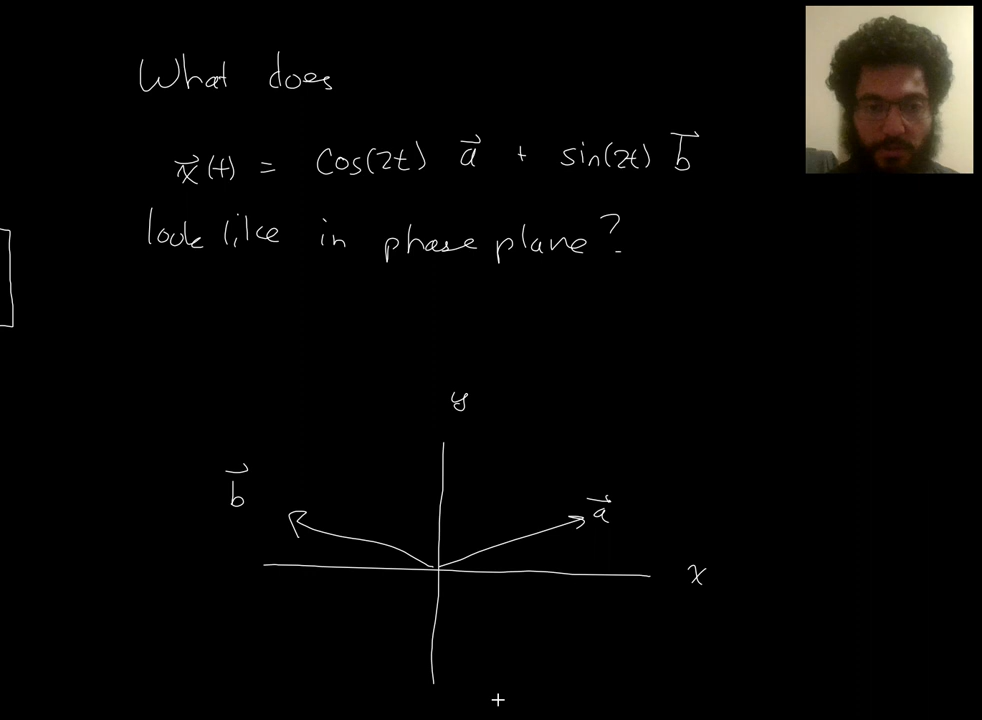 What does
x⃗(t) = cos(2t) a⃗ + sin(2t) b⃗
look like in phase plane?
y
b⃗
a⃗
x